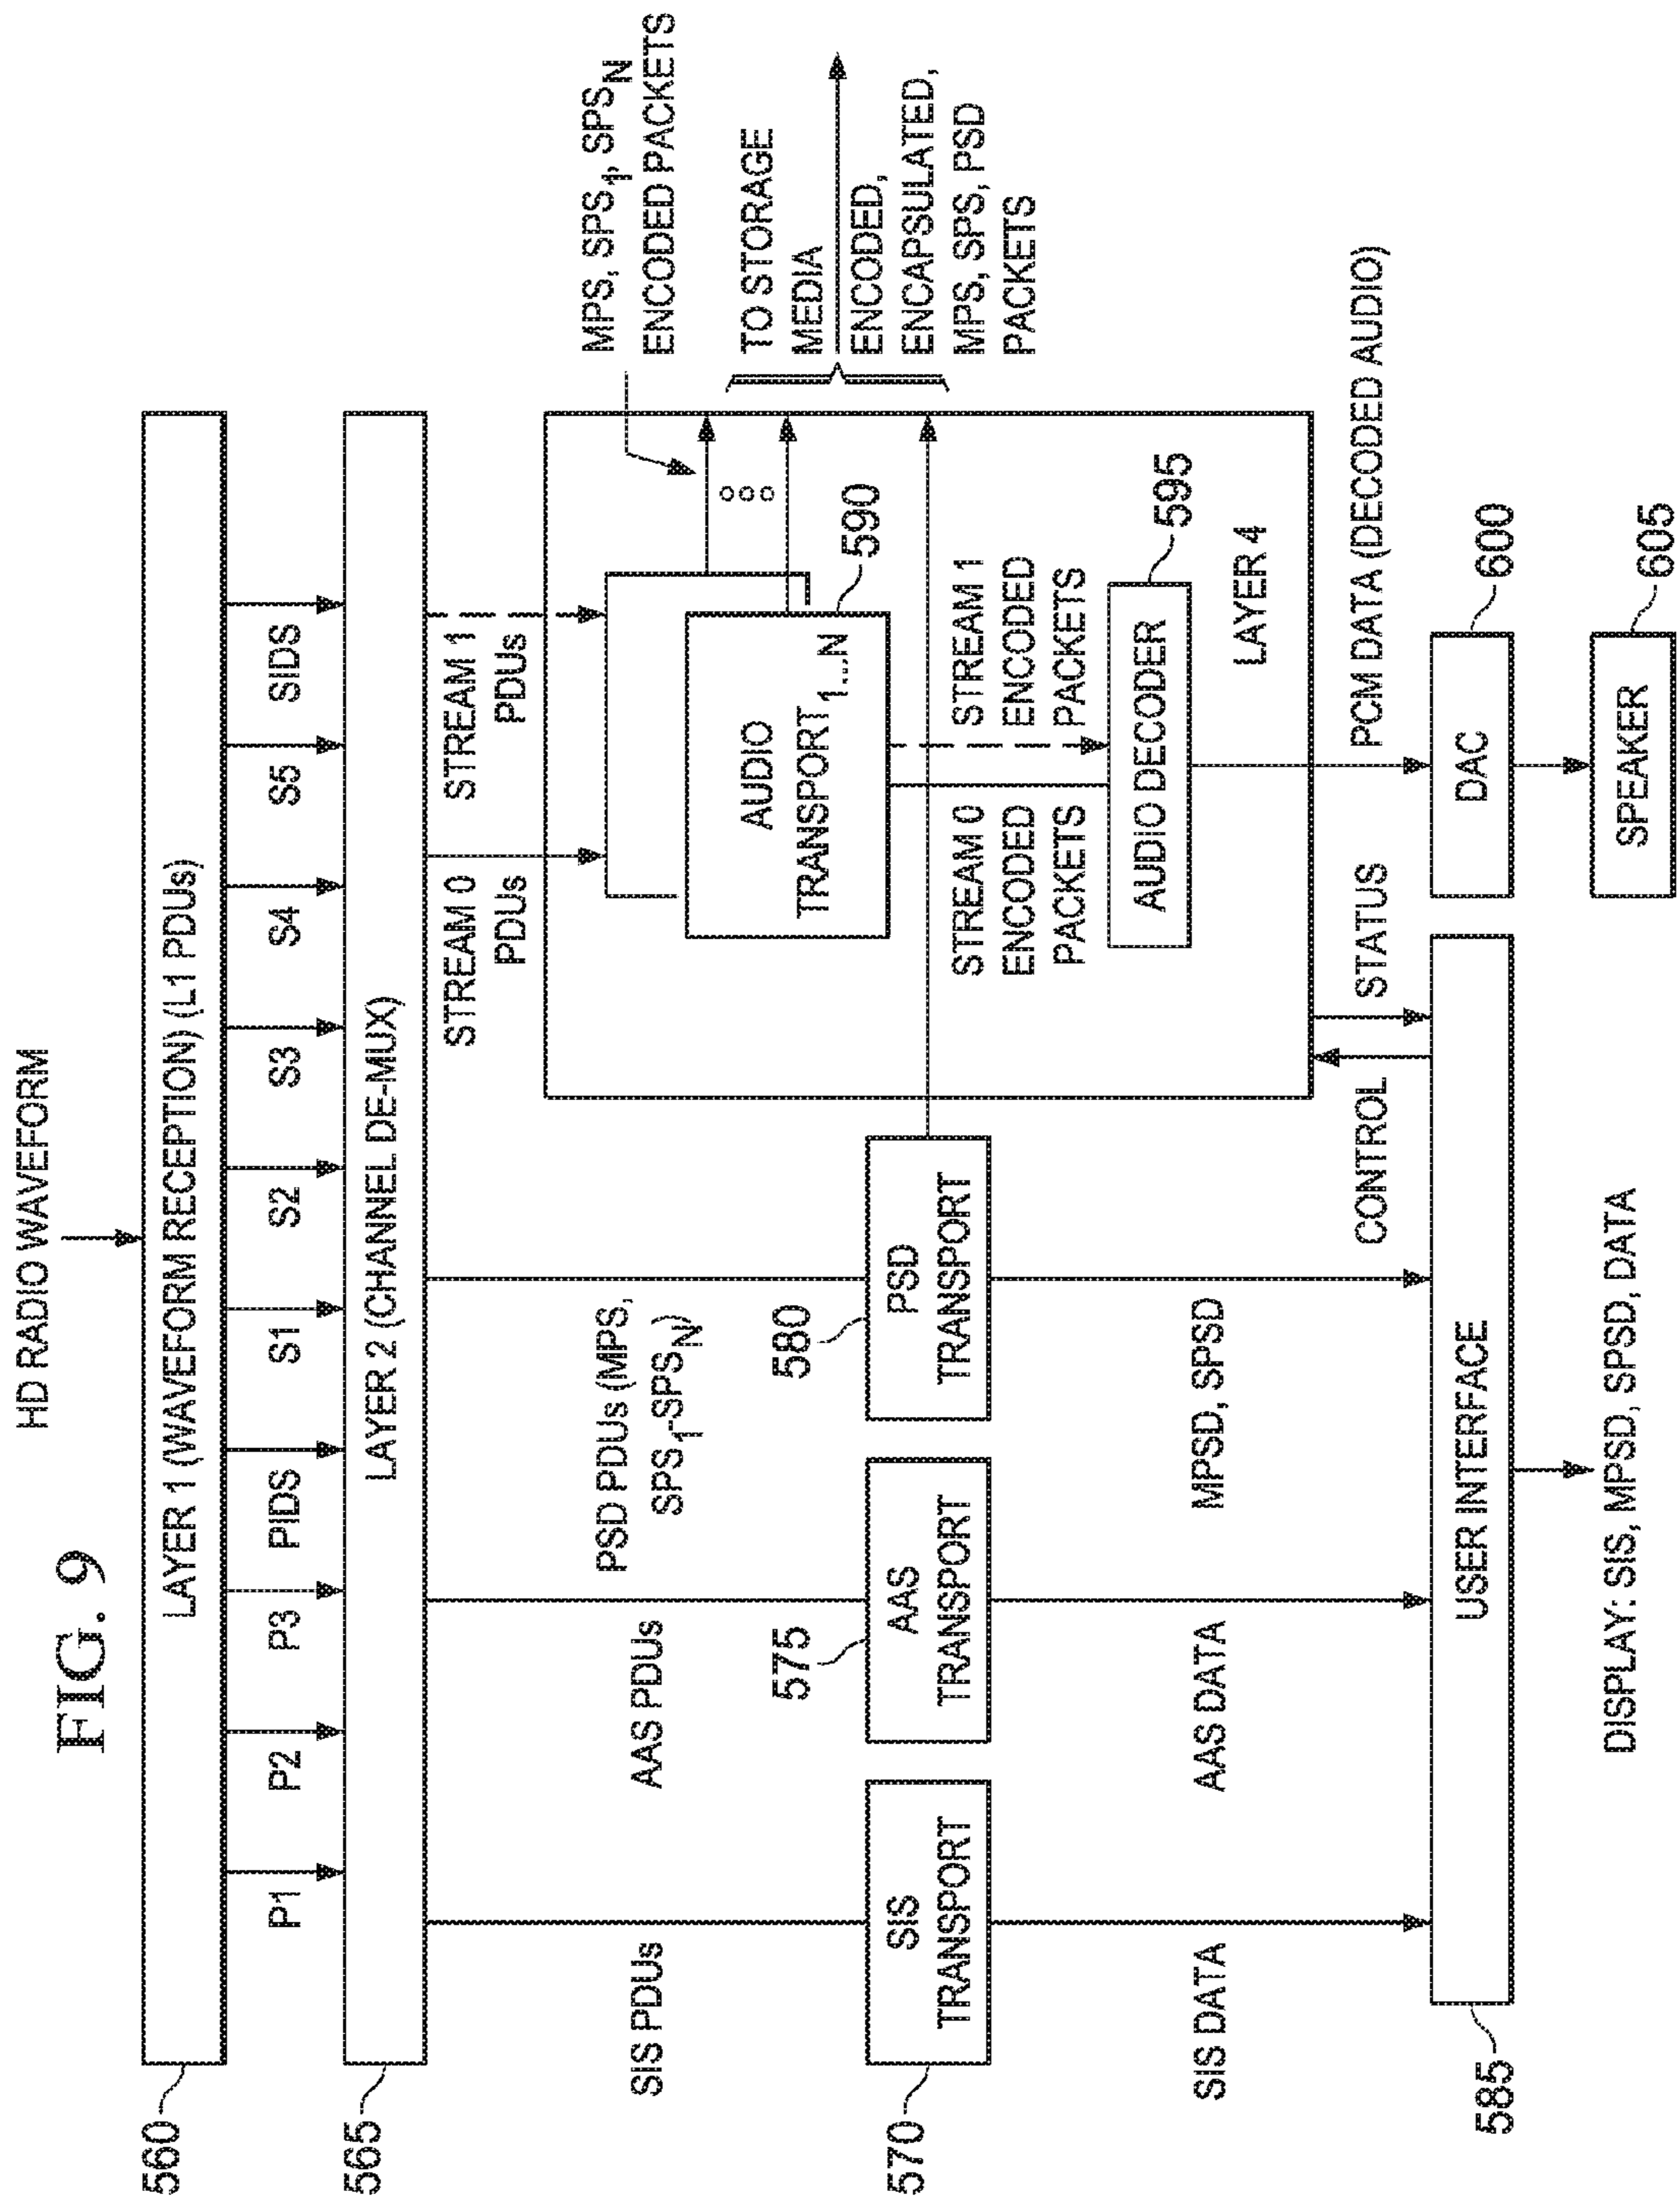 FIG. 9
HD RADIO WAVEFORM
560
LAYER 1 (WAVEFORM RECEPTION) (L1 PDUs)
P1
P2
P3
PIDS
S1
S2
S3
S4
S5
SIDS
565
LAYER 2 (CHANNEL DE-MUX)
SIS PDUs
AAS PDUs
PSD PDUs (MPS,
SPS1-SPSN)
STREAM 0
PDUs
STREAM 1
PDUs
MPS, SPS1, SPSN
ENCODED PACKETS
TO STORAGE
MEDIA
ENCODED,
ENCAPSULATED,
MPS, SPS, PSD
PACKETS
570
SIS
TRANSPORT
575
AAS
TRANSPORT
580
PSD
TRANSPORT
AUDIO
TRANSPORT1...N
590
STREAM 0
ENCODED
PACKETS
STREAM 1
ENCODED
PACKETS
AUDIO DECODER
595
LAYER 4
SIS DATA
AAS DATA
MPSD, SPSD
CONTROL
STATUS
PCM DATA (DECODED AUDIO)
585
USER INTERFACE
DAC
600
SPEAKER
605
DISPLAY: SIS, MPSD, SPSD, DATA